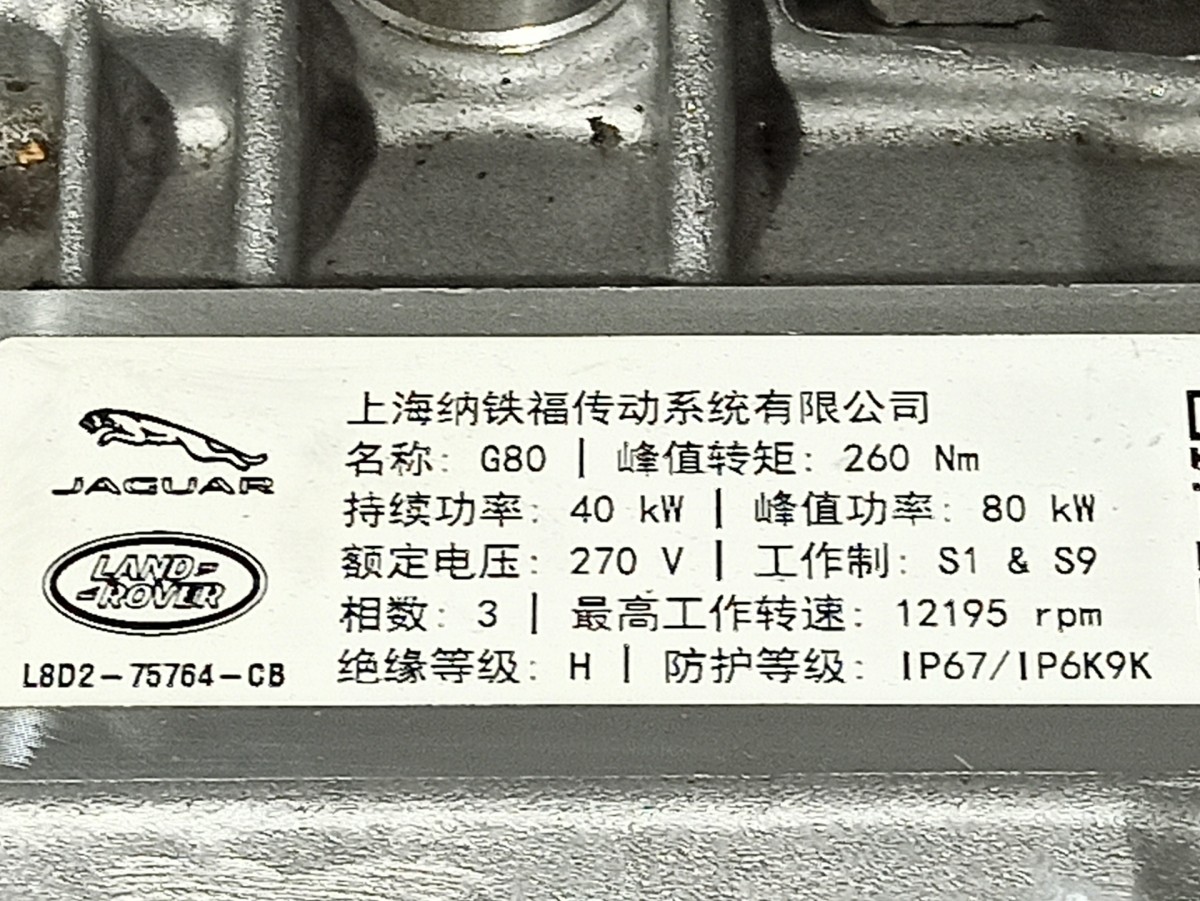 JAGUAR
LAND-
-ROVER
L8D2-75764-CB
上海纳铁福传动系统有限公司
名称: G80 | 峰值转矩: 260 Nm
持续功率: 40 kW | 峰值功率: 80 kW
额定电压: 270 V | 工作制: S1 & S9
相数: 3 | 最高工作转速: 12195 rpm
绝缘等级: H | 防护等级: IP67/IP6K9K